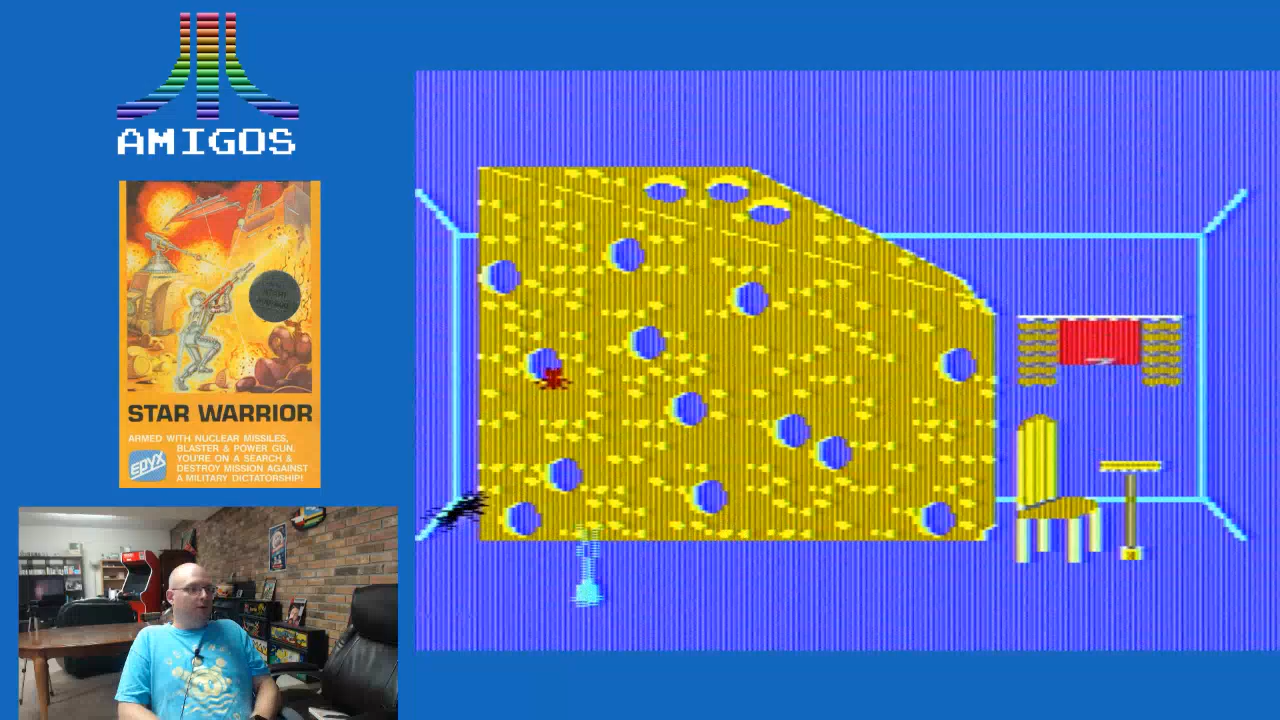 AMIGOS
STAR WARRIOR
ARMED WITH NUCLEAR MISSILES,
BLASTER & POWER GUN,
YOU'RE ON A SEARCH &
DESTROY MISSION AGAINST
A MILITARY DICTATORSHIP!
EPYX